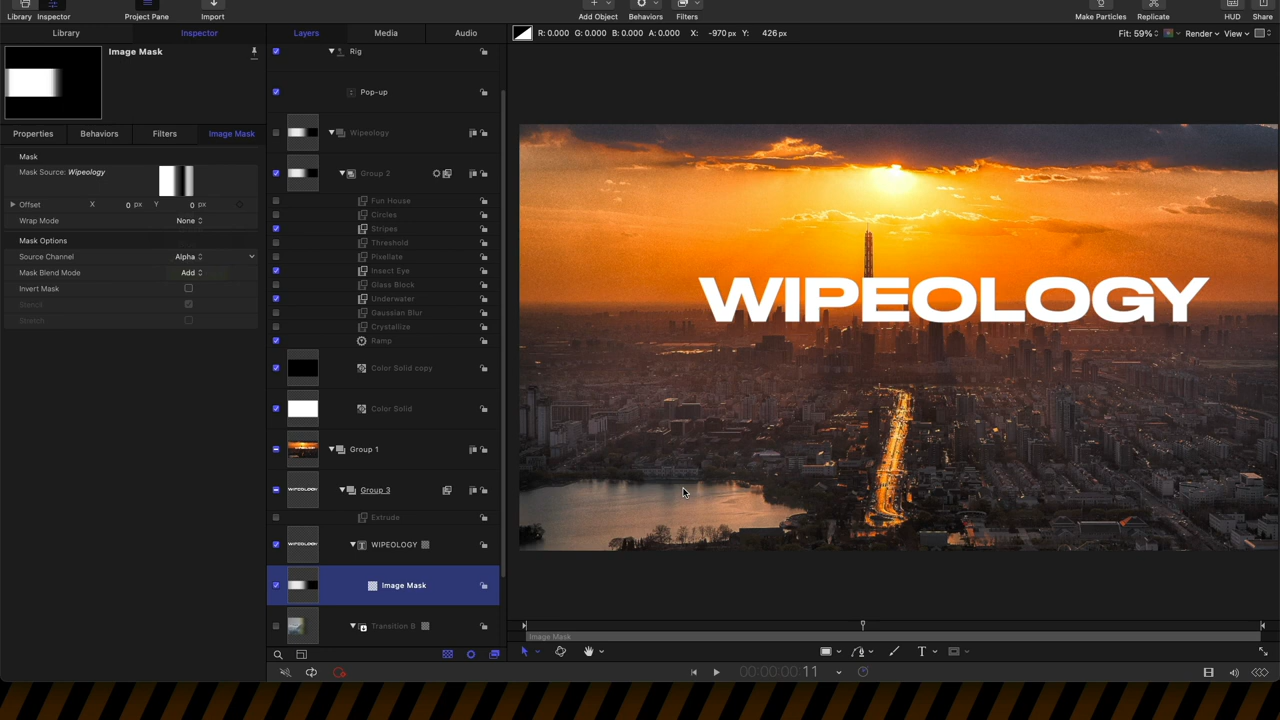 Library Inspector Project Pane Import Add Object Behaviors Filters Make Particles Replicate HUD Share
Library Inspector Layers Media Audio R: 0.000 G: 0.000 B: 0.000 A: 0.000 X: -970 px Y: 426 px Fit: 59% Render View
Image Mask
Properties Behaviors Filters Image Mask
Mask
Mask Source: Wipeology
Offset X 0 px Y 0 px
Wrap Mode None
Mask Options
Source Channel Alpha
Mask Blend Mode Add
Invert Mask
Stencil
Stretch
Rig
Pop-up
Wipeology
Group 2
Fun House
Circles
Stripes
Threshold
Pixellate
Insect Eye
Glass Block
Underwater
Gaussian Blur
Crystallize
Ramp
Color Solid copy
Color Solid
Group 1
Group 3
Extrude
WIPEOLOGY
Image Mask
Transition B
WIPEOLOGY
Image Mask
T
00:00:00:11